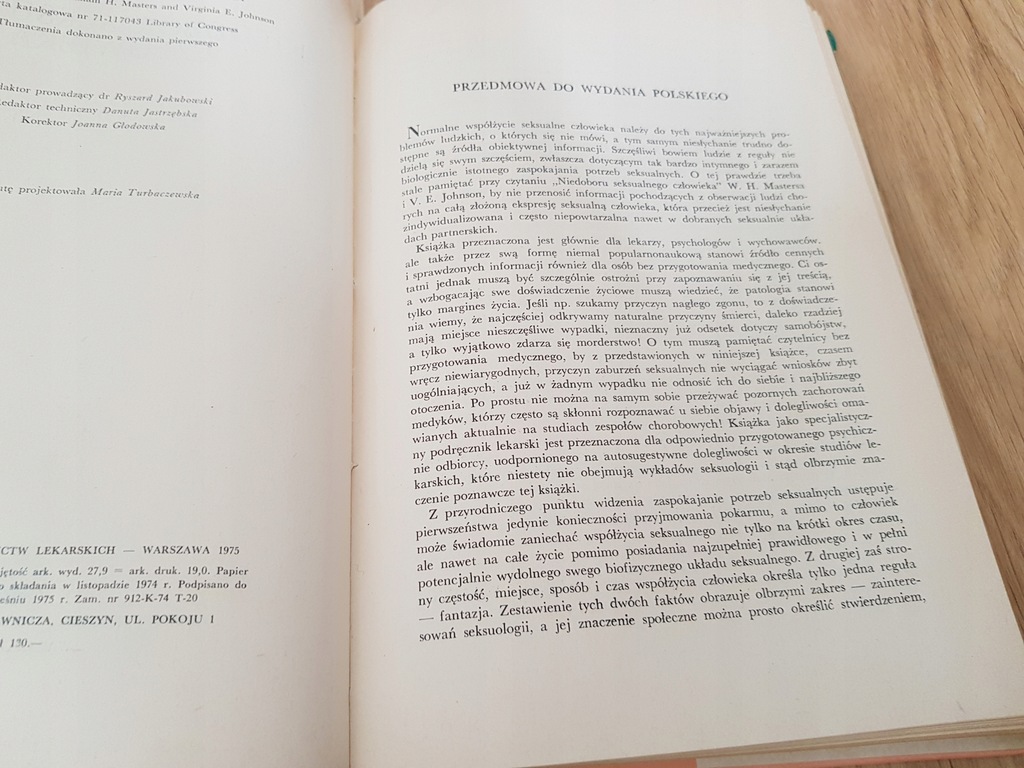 H. Masters and Virginia E. Johnson
katalogowa nr 71-117043 Library of Congress
Tłumaczenia dokonano z wydania pierwszego
prowadzący dr Ryszard Jakubowski
techniczny Danuta Jastrzębska
Korektor Joanna Głodowska
projektowała Maria Turbaczewska
LEKARSKICH — WARSZAWA 1975
ark. wyd. 27,9 = ark. druk. 19,0. Papier
składania w listopadzie 1974 r. Podpisano do
1975 r. Zam. nr 912-K-74 T-20
CIESZYN, UL. POKOJU 1
130.—
PRZEDMOWA DO WYDANIA POLSKIEGO
Normalne współżycie seksualne człowieka należy do tych najważniejszych pro-
blemów ludzkich, o których się nie mówi, a tym samym niesłychanie trudno do-
stępne są źródła obiektywnej informacji. Szczęśliwi bowiem ludzie z reguły nie
dzielą się swym szczęściem, zwłaszcza dotyczącym tak bardzo intymnego i zarazem
biologicznie istotnego zaspokajania potrzeb seksualnych. O tej prawdzie trzeba
stale pamiętać przy czytaniu „Niedoboru seksualnego człowieka" W. H. Mastersa
i V. E. Johnson, by nie przenosić informacji pochodzących z obserwacji ludzi cho-
rych na całą złożoną ekspresję seksualną człowieka, która przecież jest niesłychanie
zindywidualizowana i często niepowtarzalna nawet w dobranych seksualnie ukła-
dach partnerskich.
Książka przeznaczona jest głównie dla lekarzy, psychologów i wychowawców,
ale także przez swą formę niemal popularnonaukową stanowi źródło cennych
i sprawdzonych informacji również dla osób bez przygotowania medycznego. Ci os-
tatni jednak muszą być szczególnie ostrożni przy zapoznawaniu się z jej treścią,
a wzbogacając swe doświadczenie życiowe muszą wiedzieć, że patologia stanowi
tylko margines życia. Jeśli np. szukamy przyczyn nagłego zgonu, to z doświadcze-
nia wiemy, że najczęściej odkrywamy naturalne przyczyny śmierci, daleko rzadziej
mają miejsce nieszczęśliwe wypadki, nieznaczny już odsetek dotyczy samobójstw,
a tylko wyjątkowo zdarza się morderstwo! O tym muszą pamiętać czytelnicy bez
przygotowania medycznego, by z przedstawionych w niniejszej książce, czasem
wręcz niewiarygodnych, przyczyn zaburzeń seksualnych nie wyciągać wniosków zbyt
uogólniających, a już w żadnym wypadku nie odnosić ich do siebie i najbliższego
otoczenia. Po prostu nie można na samym sobie przeżywać pozornych zachorowań
medyków, którzy często są skłonni rozpoznawać u siebie objawy i dolegliwości oma-
wianych aktualnie na studiach zespołów chorobowych! Książka jako specjalistycz-
ny podręcznik lekarski jest przeznaczona dla odpowiednio przygotowanego psychicz-
nie odbiorcy, uodpornionego na autosugestywne dolegliwości w okresie studiów le-
karskich, które niestety nie obejmują wykładów seksuologii i stąd olbrzymie zna-
czenie poznawcze tej książki.
Z przyrodniczego punktu widzenia zaspokajanie potrzeb seksualnych ustępuje
pierwszeństwa jedynie konieczności przyjmowania pokarmu, a mimo to człowiek
może świadomie zaniechać współżycia seksualnego nie tylko na krótki okres czasu,
ale nawet na całe życie pomimo posiadania najzupełniej prawidłowego i w pełni
potencjalnie wydolnego swego biofizycznego układu seksualnego. Z drugiej zaś stro-
ny częstość, miejsce, sposób i czas współżycia człowieka określa tylko jedna reguła
— fantazja. Zestawienie tych dwóch faktów obrazuje olbrzymi zakres — zaintere-
sowań seksuologii, a jej znaczenie społeczne można prosto określić stwierdzeniem,